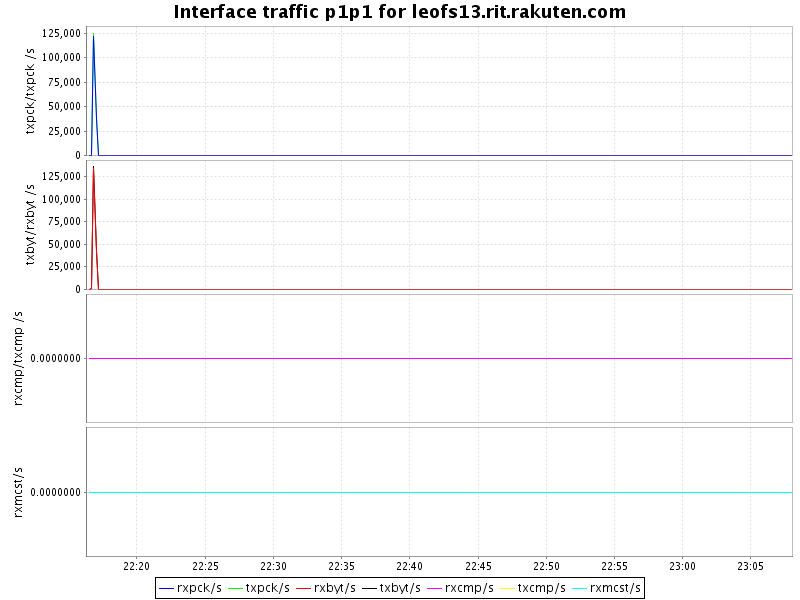 Interface traffic p1p1 for leofs13.rit.rakuten.com
txpck/txpck /s
125,000
100,000
75,000
50,000
25,000
0
txbyt/rxbyt /s
125,000
100,000
75,000
50,000
25,000
0
rxcmp/txcmp /s
0.0000000
rxmcst/s
0.0000000
22:20 22:25 22:30 22:35 22:40 22:45 22:50 22:55 23:00 23:05
rxpck/s txpck/s rxbyt/s txbyt/s rxcmp/s txcmp/s rxmcst/s